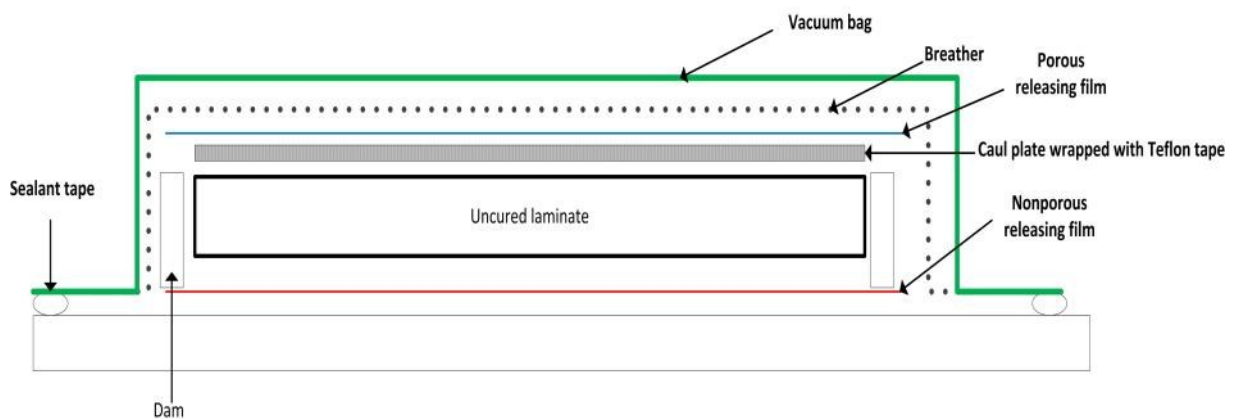 Vacuum bag
Breather
Porous
releasing film
Caul plate wrapped with Teflon tape
Sealant tape
Uncured laminate
Nonporous
releasing film
Dam